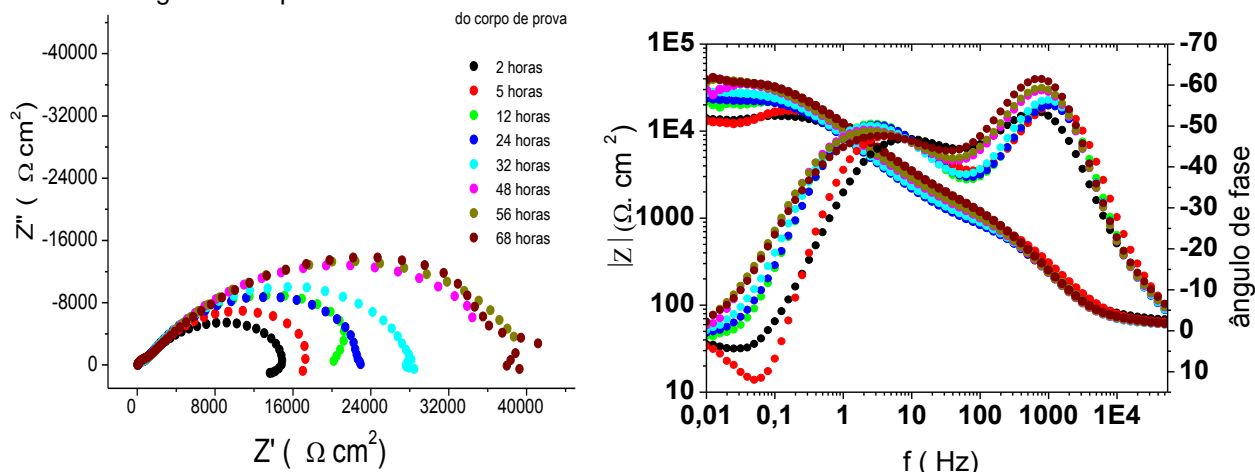 do corpo de prova
2 horas
5 horas
12 horas
24 horas
32 horas
48 horas
56 horas
68 horas
-40000
-32000
-24000
-16000
-8000
0
Z'' ( Ω cm²)
0 8000 16000 24000 32000 40000
Z' ( Ω cm²)
1E5
1E4
1000
100
10
|Z| (Ω. cm²)
-70
-60
-50
-40
-30
-20
-10
0
10
ângulo de fase
0,01 0,1 1 10 100 1000 1E4
f ( Hz)